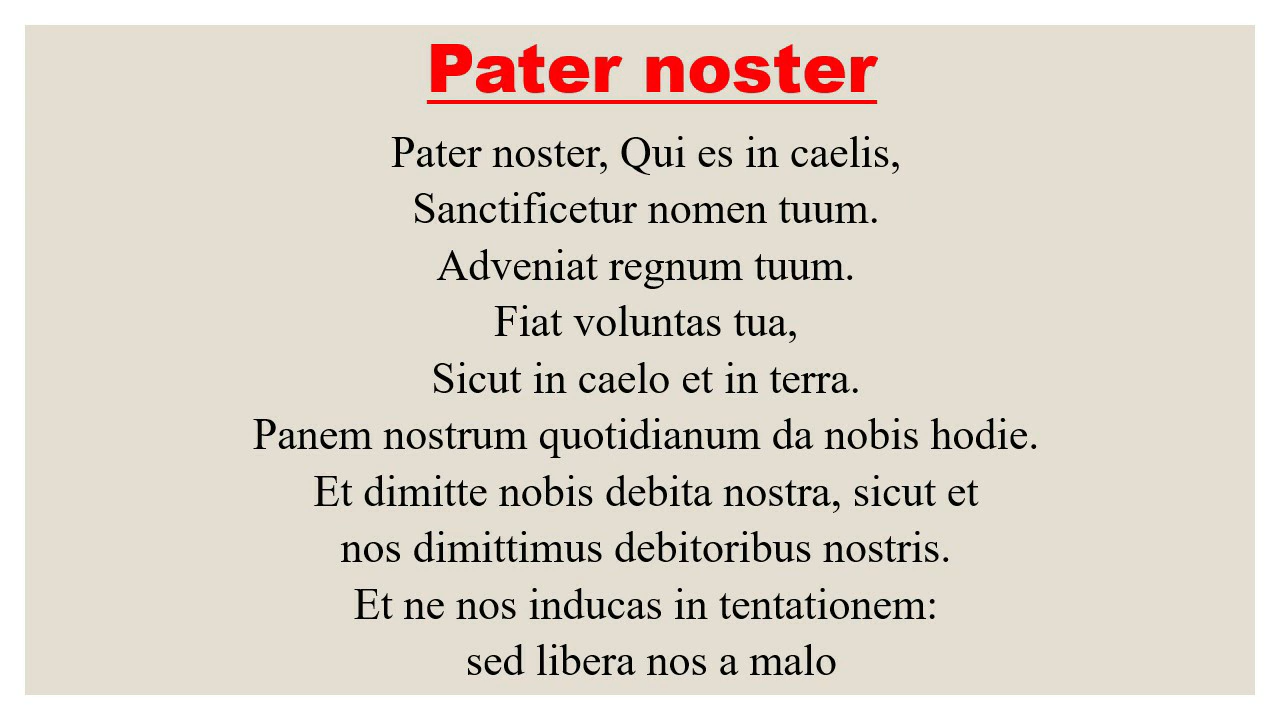 Pater noster
Pater noster, Qui es in caelis,
Sanctificetur nomen tuum.
Adveniat regnum tuum.
Fiat voluntas tua,
Sicut in caelo et in terra.
Panem nostrum quotidianum da nobis hodie.
Et dimitte nobis debita nostra, sicut et
nos dimittimus debitoribus nostris.
Et ne nos inducas in tentationem:
sed libera nos a malo